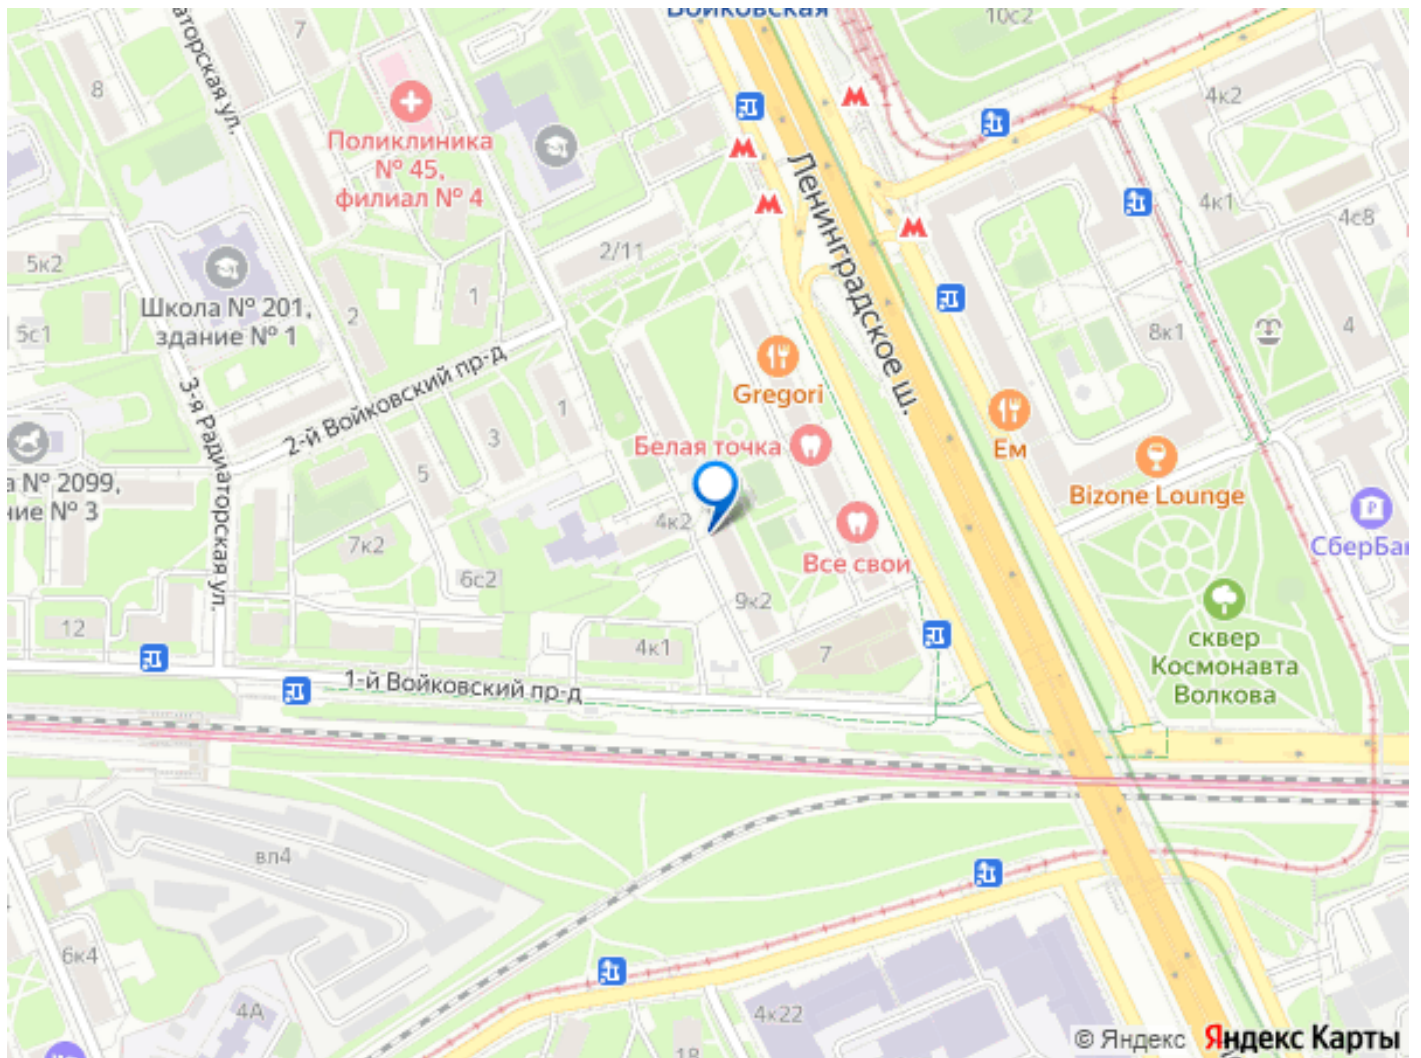 Войковская
10с2
7
8
4к2
Поликлиника
№ 45,
филиал № 4
Ленинградское ш.
4к1
4с8
2/11
5к2
Школа № 201,
здание № 1
1
2
5с1
8к1
4
2-й Войковский пр-д
Gregori
3-я Радиаторская ул.
1
3
Ем
Белая точка
5
№ 2099,
№ 3
Bizone Lounge
4к2
7к2
СберБан
Все свои
6с2
9к2
12
4к1
7
сквер
Космонавта
Волкова
1-й Войковский пр-д
вл4
6к4
4А
4к22
18
© Яндекс Яндекс Карты